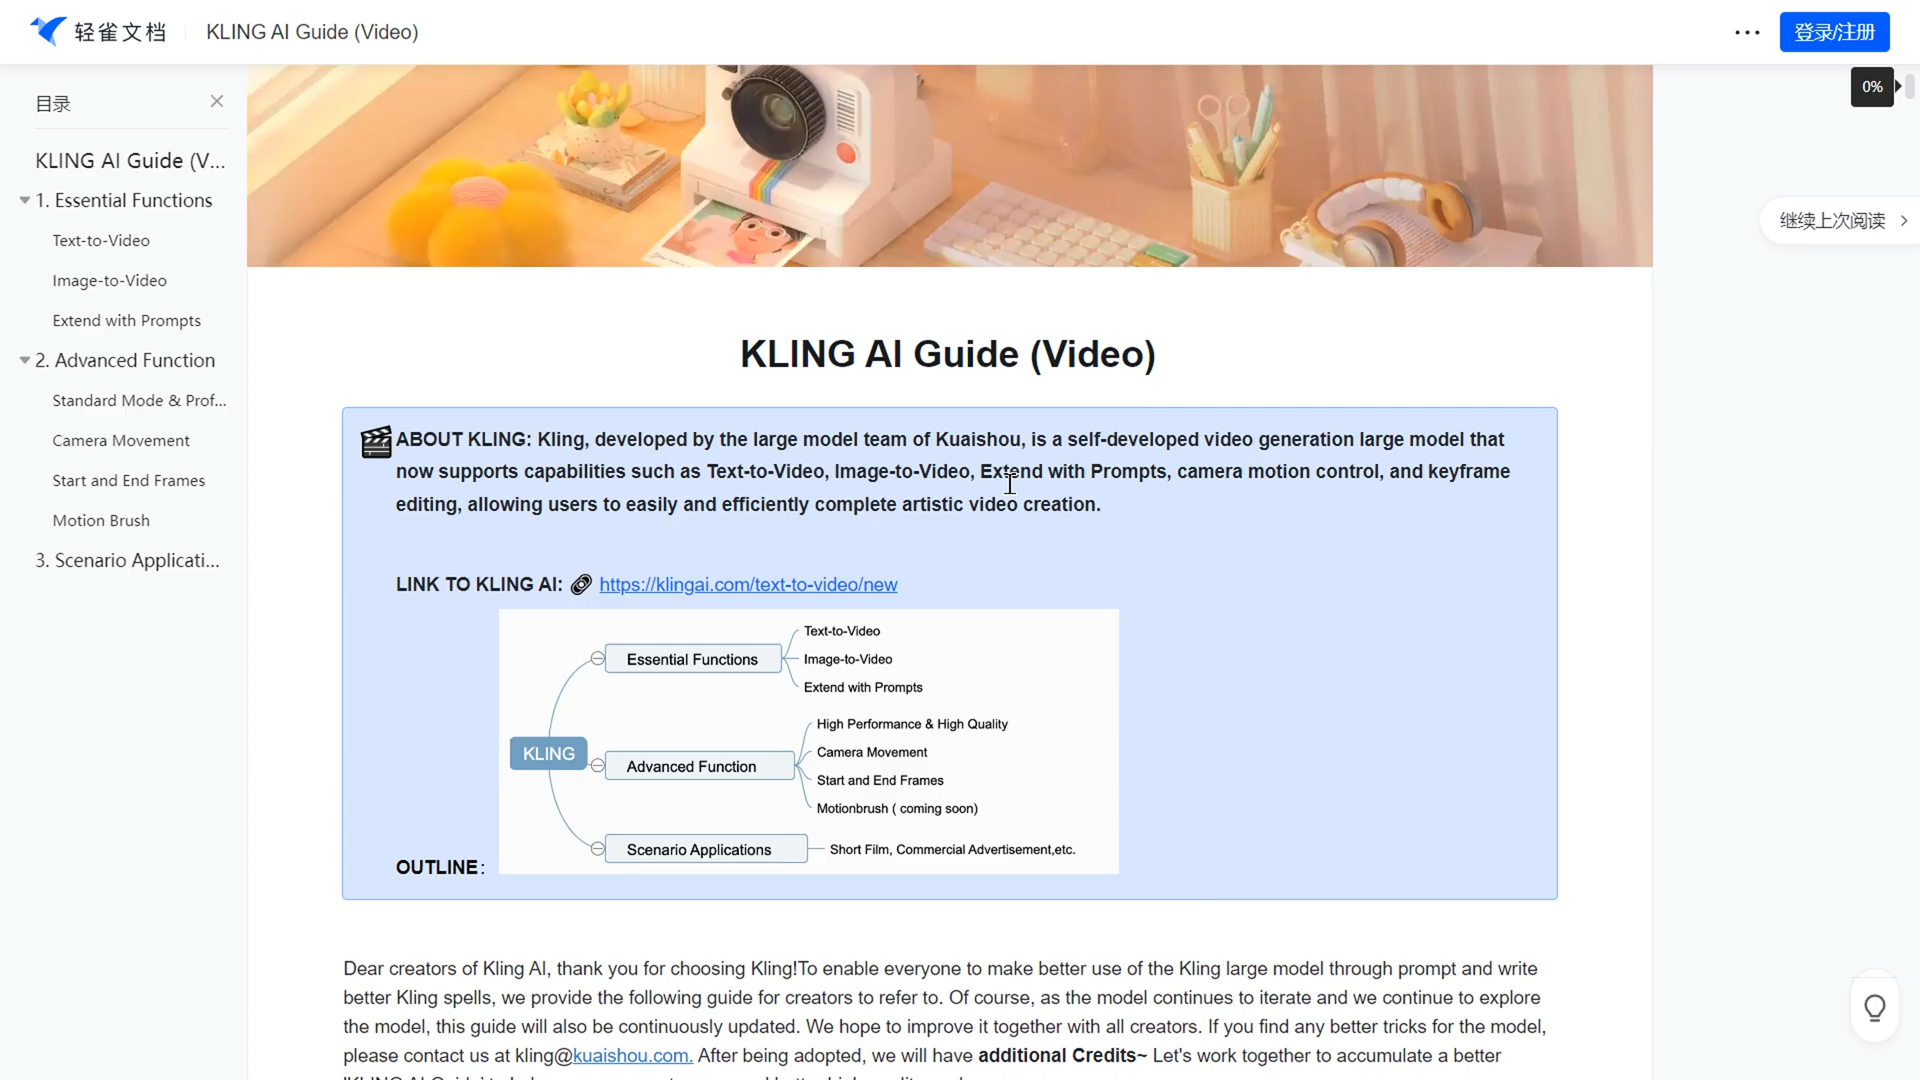 轻雀文档
KLING AI Guide (Video)
登录/注册
0%
目录
KLING AI Guide (V...
1. Essential Functions
Text-to-Video
Image-to-Video
Extend with Prompts
2. Advanced Function
Standard Mode & Prof...
Camera Movement
Start and End Frames
Motion Brush
3. Scenario Applicati...
继续上次阅读
KLING AI Guide (Video)
ABOUT KLING: Kling, developed by the large model team of Kuaishou, is a self-developed video generation large model that
now supports capabilities such as Text-to-Video, Image-to-Video, Extend with Prompts, camera motion control, and keyframe
editing, allowing users to easily and efficiently complete artistic video creation.
LINK TO KLING AI: https://klingai.com/text-to-video/new
KLING
Essential Functions
Text-to-Video
Image-to-Video
Extend with Prompts
Advanced Function
High Performance & High Quality
Camera Movement
Start and End Frames
Motionbrush ( coming soon)
Scenario Applications
Short Film, Commercial Advertisement,etc.
OUTLINE:
Dear creators of Kling AI, thank you for choosing Kling!To enable everyone to make better use of the Kling large model through prompt and write
better Kling spells, we provide the following guide for creators to refer to. Of course, as the model continues to iterate and we continue to explore
the model, this guide will also be continuously updated. We hope to improve it together with all creators. If you find any better tricks for the model,
please contact us at kling@kuaishou.com. After being adopted, we will have additional Credits~ Let's work together to accumulate a better